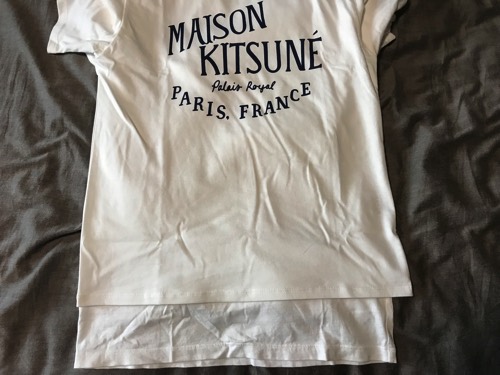 MAISON
KITSUNÉ
Palais Royal
PARIS, FRANCE